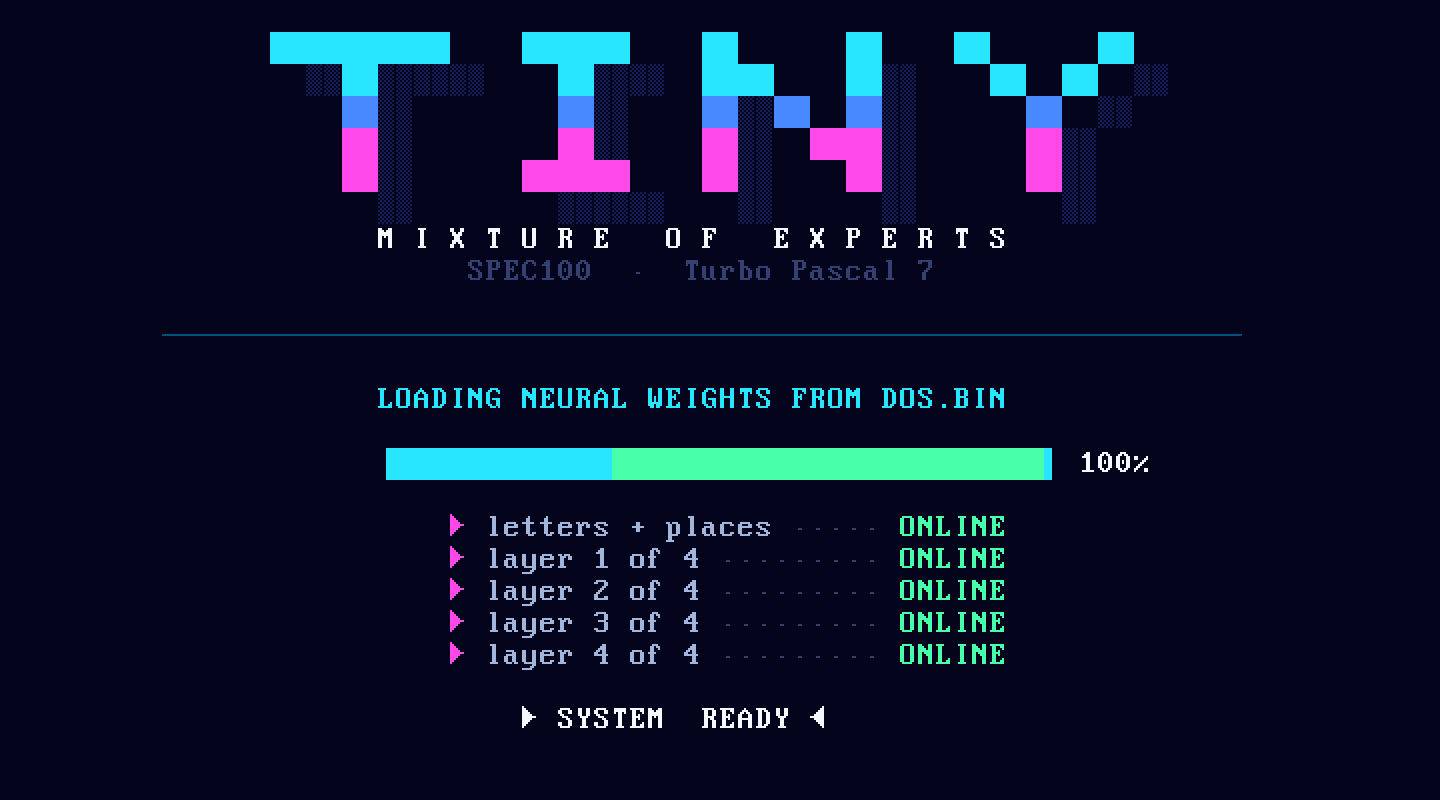 TINY
MIXTURE OF EXPERTS
SPEC100 · Turbo Pascal 7
LOADING NEURAL WEIGHTS FROM DOS.BIN
100%
► letters + places ····· ONLINE
► layer 1 of 4 ········· ONLINE
► layer 2 of 4 ········· ONLINE
► layer 3 of 4 ········· ONLINE
► layer 4 of 4 ········· ONLINE
► SYSTEM READY ◄